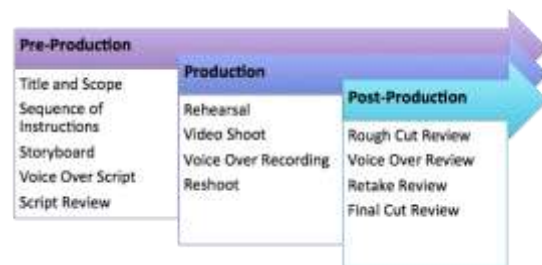 Pre-Production
Title and Scope
Sequence of
Instructions
Storyboard
Voice Over Script
Script Review
Production
Rehearsal
Video Shoot
Voice Over Recording
Reshoot
Post-Production
Rough Cut Review
Voice Over Review
Retake Review
Final Cut Review